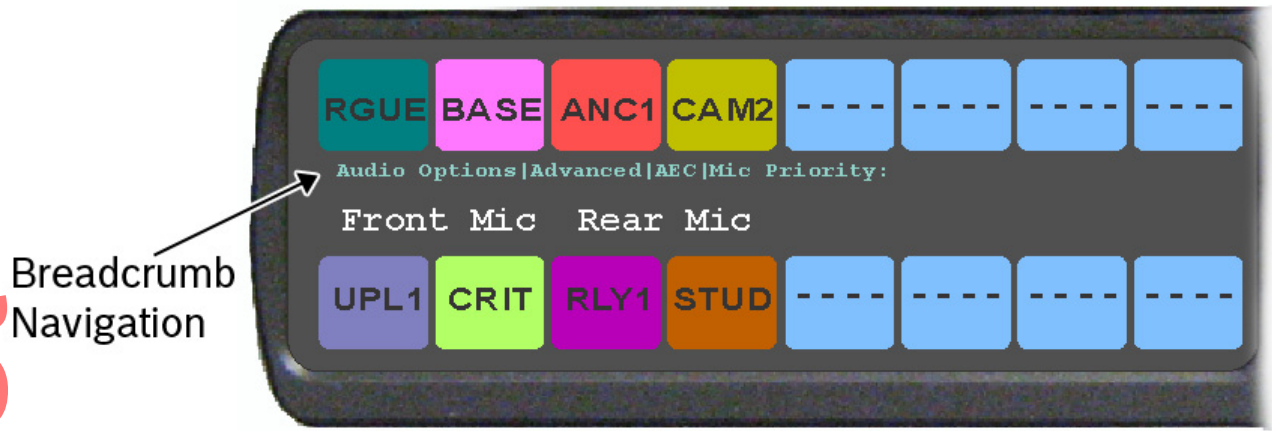 RGUE BASE ANC1 CAM2 ---- ---- ---- ----
Audio Options|Advanced|AEC|Mic Priority:
Front Mic Rear Mic
Breadcrumb
Navigation
UPL1 CRIT RLY1 STUD ---- ---- ---- ----